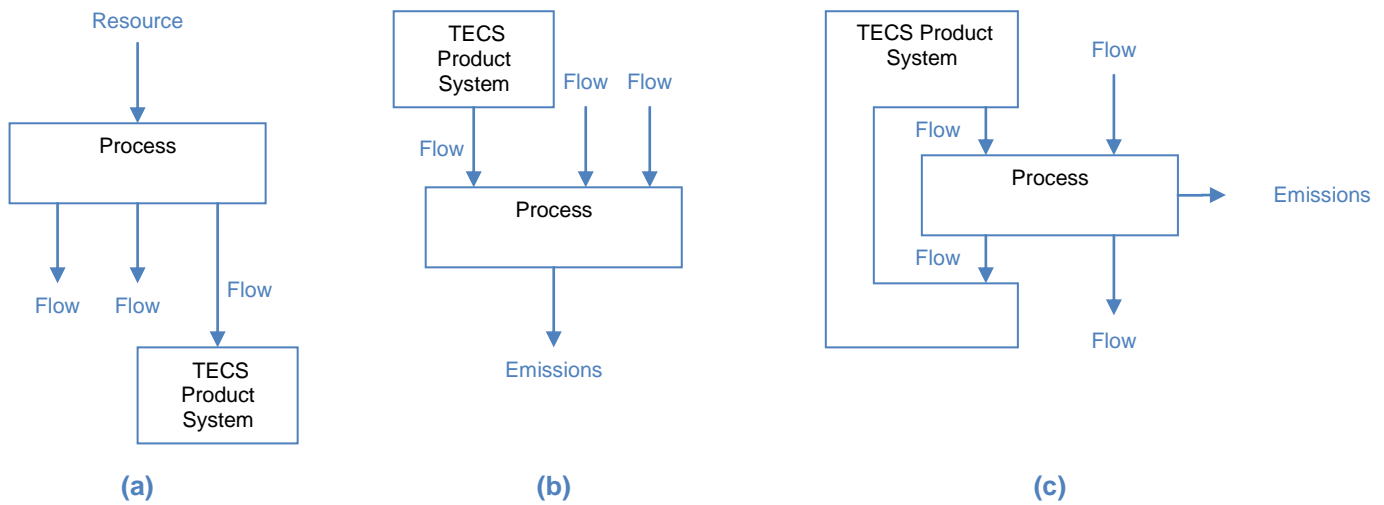 Resource
Process
Flow
Flow
Flow
TECS
Product
System
(a)
TECS
Product
System
Flow
Flow
Flow
Process
Emissions
(b)
TECS Product
System
Flow
Flow
Process
Emissions
Flow
Flow
(c)